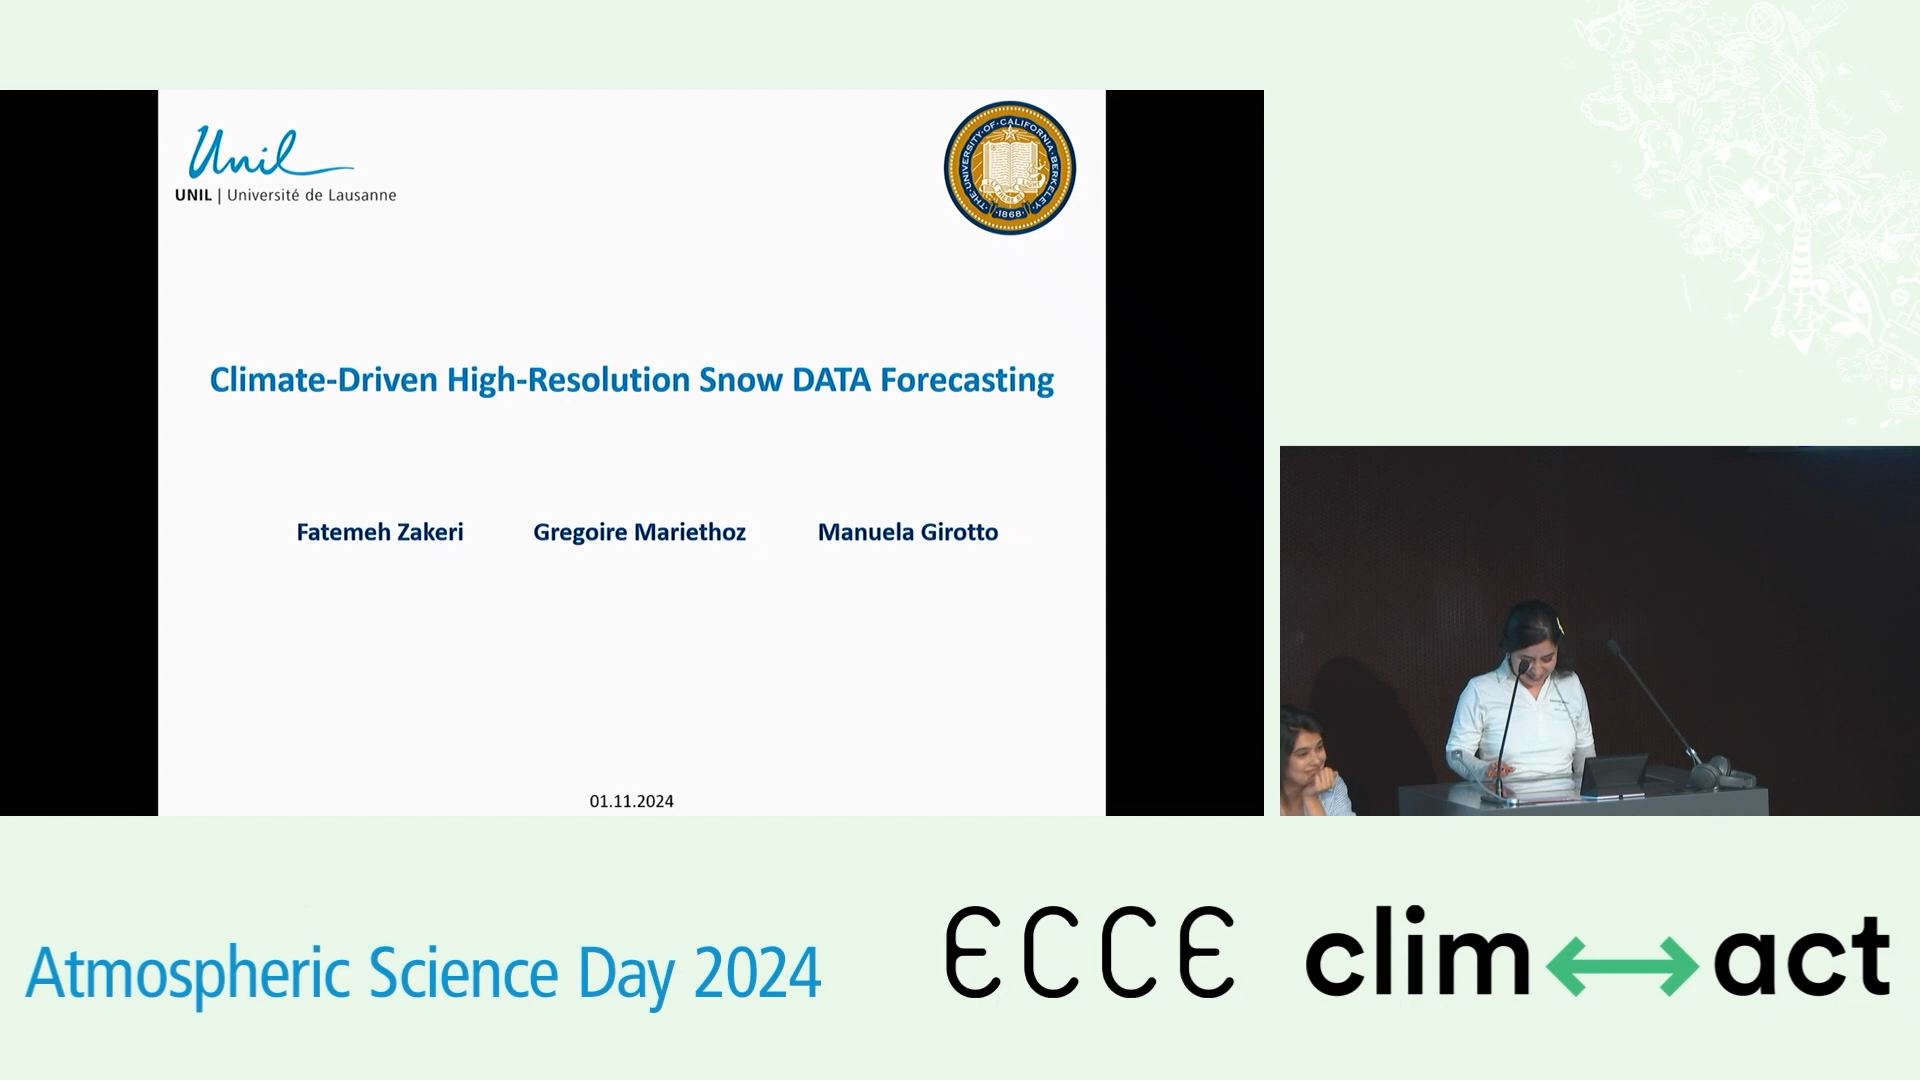 Unil
UNIL | Université de Lausanne
THE·UNIVERSITY·OF·CALIFORNIA·BERKELEY·
·1868·
Climate-Driven High-Resolution Snow DATA Forecasting
Fatemeh Zakeri Gregoire Mariethoz Manuela Girotto
01.11.2024
Atmospheric Science Day 2024
ECCE
clim act